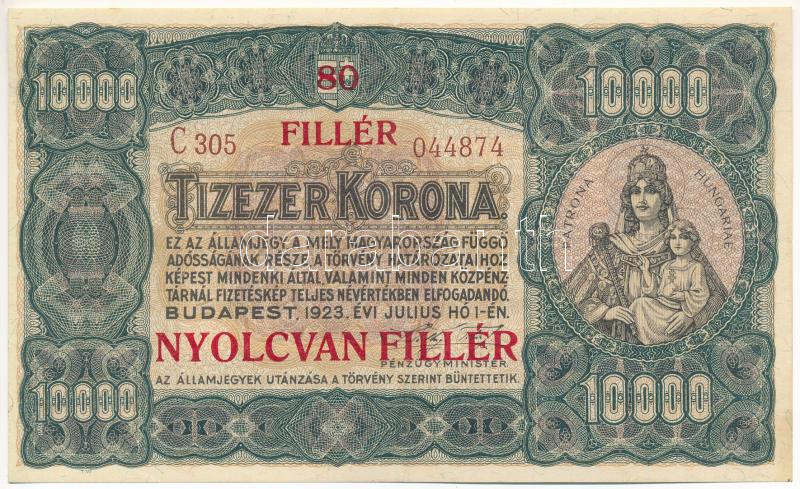 10000
80
10000
FILLÉR
C 305
044874
TIZEZER KORONA.
PATRONA HUNGARIAE
EZ AZ ÁLLAMJEGY, A MELY MAGYARORSZÁG FÜGGŐ
ADÓSSÁGÁNAK RÉSZE, A TÖRVÉNY HATÁROZATAIHOZ
KÉPEST MINDENKI ÁLTAL, VALAMINT MINDEN KÖZPÉNZ-
TÁRNÁL FIZETÉSKÉP TELJES NÉVÉRTÉKBEN ELFOGADANDÓ.
BUDAPEST, 1923. ÉVI JULIUS HÓ 1-ÉN.
NYOLCVAN FILLÉR
PÉNZÜGYMINISTER.
AZ ÁLLAMJEGYEK UTÁNZÁSA A TÖRVÉNY SZERINT BÜNTETTETIK.
10000
10000